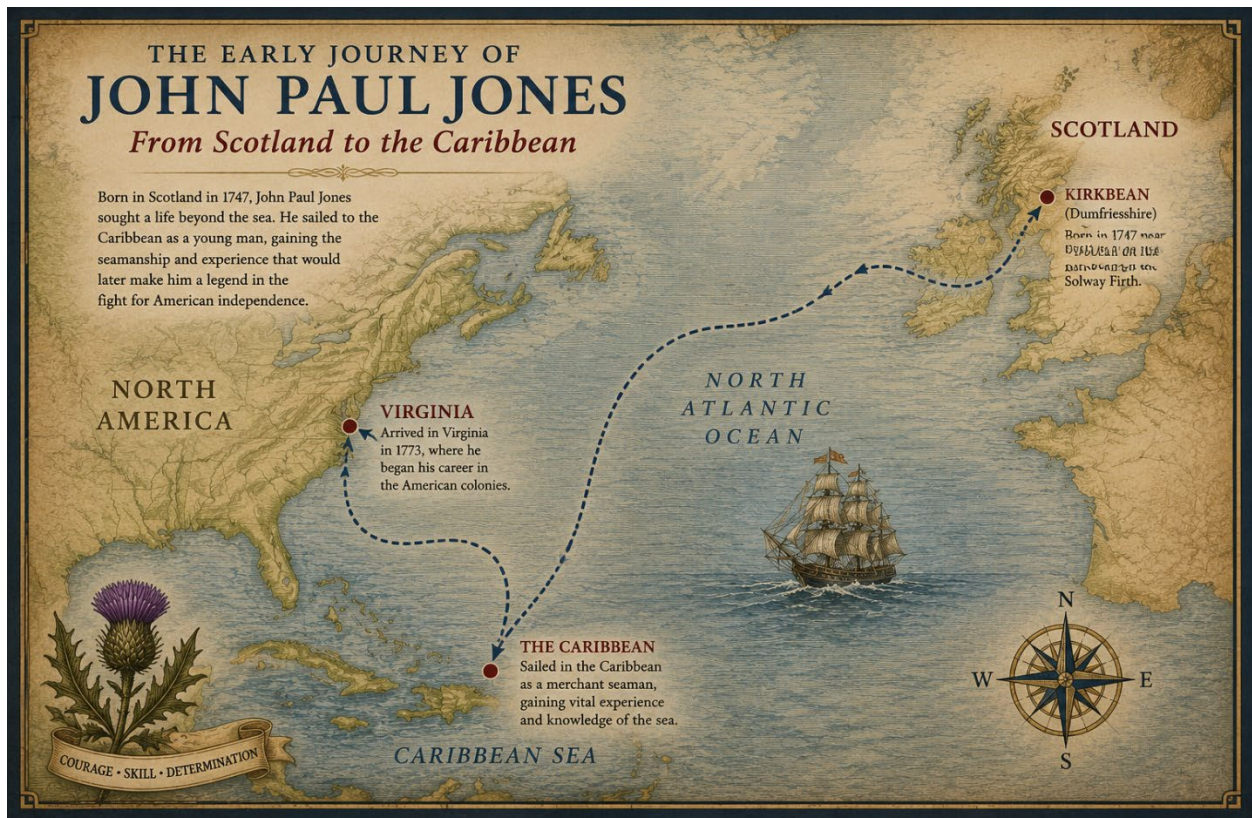 THE EARLY JOURNEY OF
JOHN PAUL JONES
From Scotland to the Caribbean
Born in Scotland in 1747, John Paul Jones
sought a life beyond the sea. He sailed to the
Caribbean as a young man, gaining the
seamanship and experience that would
later make him a legend in the
fight for American independence.
SCOTLAND
KIRKBEAN
(Dumfriesshire)
Born in 1747 near
Solway Firth.
NORTH
AMERICA
VIRGINIA
Arrived in Virginia
in 1773, where he
began his career in
the American colonies.
NORTH
ATLANTIC
OCEAN
THE CARIBBEAN
Sailed in the Caribbean
as a merchant seaman,
gaining vital experience
and knowledge of the sea.
CARIBBEAN SEA
COURAGE • SKILL • DETERMINATION
N
W E
S